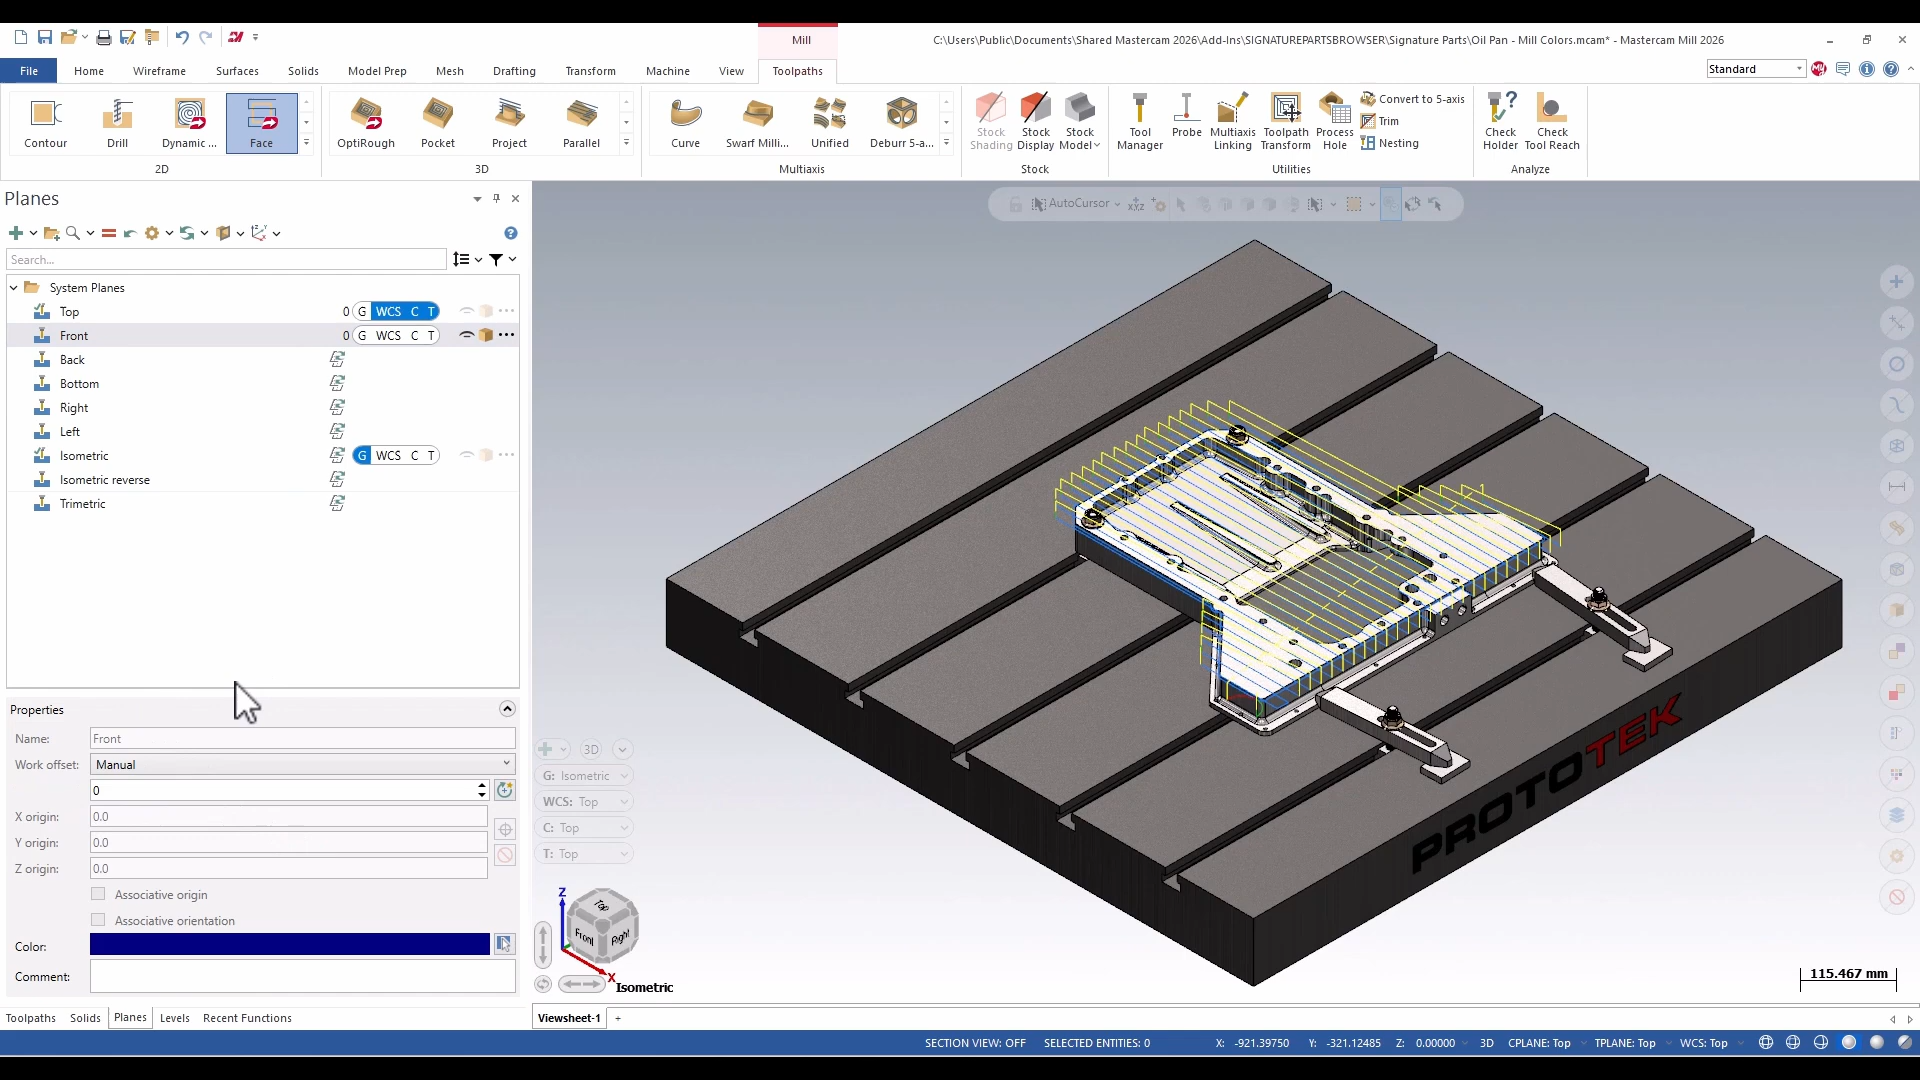 Mill
C:\Users\Public\Documents\Shared Mastercam 2026\Add-Ins\SIGNATUREPARTSBROWSER\Signature Parts\Oil Pan - Mill Colors.mcam* - Mastercam Mill 2026
File Home Wireframe Surfaces Solids Model Prep Mesh Drafting Transform Machine View Toolpaths
Standard
Contour Drill Dynamic ... Face
OptiRough Pocket Project Parallel
Curve Swarf Milli... Unified Deburr 5-a...
Stock Shading
Stock Display
Stock Model
Tool Manager
Probe
Multiaxis Linking
Toolpath Transform
Process Hole
Convert to 5-axis
Trim
Nesting
Check Holder
Check Tool Reach
2D 3D Multiaxis Stock Utilities Analyze
Planes
AutoCursor
XYZ
Search...
System Planes
Top 0 G WCS C T
Front 0 G WCS C T
Back
Bottom
Right
Left
Isometric G WCS C T
Isometric reverse
Trimetric
Properties
Name: Front
Work offset: Manual
0
X origin: 0.0
Y origin: 0.0
Z origin: 0.0
Associative origin
Associative orientation
Color:
Comment:
3D
G: Isometric
WCS: Top
C: Top
T: Top
Z
Top
Front Right
X
Isometric
PROTOTEK
115.467 mm
Toolpaths Solids Planes Levels Recent Functions
Viewsheet-1 +
SECTION VIEW: OFF SELECTED ENTITIES: 0 X: -921.39750 Y: -321.12485 Z: 0.00000 3D CPLANE: Top TPLANE: Top WCS: Top